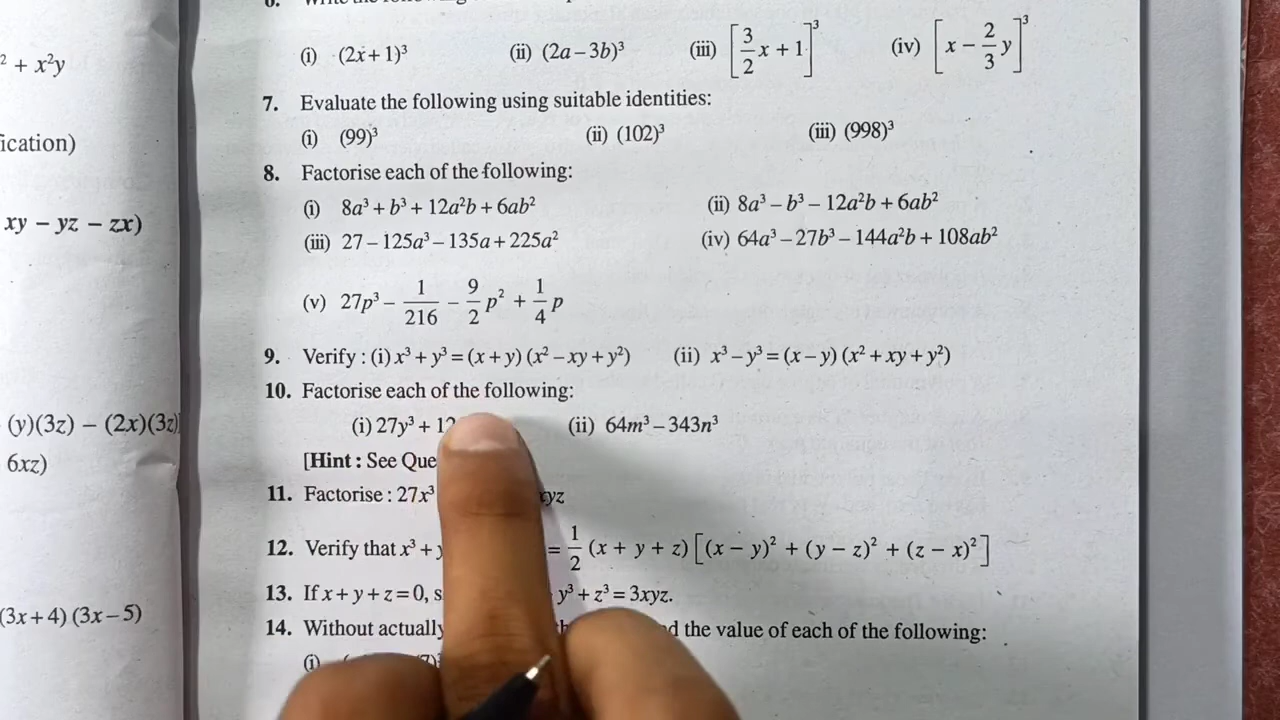 ² + x²y
ication)
xy – yz – zx)
(y)(3z) – (2x)(3z)
6xz)
(3x + 4) (3x – 5)
(i) (2x + 1)³ (ii) (2a – 3b)³ (iii) [3/2 x + 1]³ (iv) [x – 2/3 y]³
7. Evaluate the following using suitable identities:
(i) (99)³ (ii) (102)³ (iii) (998)³
8. Factorise each of the following:
(i) 8a³ + b³ + 12a²b + 6ab² (ii) 8a³ – b³ – 12a²b + 6ab²
(iii) 27 – 125a³ – 135a + 225a² (iv) 64a³ – 27b³ – 144a²b + 108ab²
(v) 27p³ – 1/216 – 9/2 p² + 1/4 p
9. Verify : (i) x³ + y³ = (x + y) (x² – xy + y²) (ii) x³ – y³ = (x – y) (x² + xy + y²)
10. Factorise each of the following:
(i) 27y³ + 12 (ii) 64m³ – 343n³
[Hint : See Que
11. Factorise : 27x³ xyz
12. Verify that x³ + y = 1/2 (x + y + z) [(x – y)² + (y – z)² + (z – x)²]
13. If x + y + z = 0, s y³ + z³ = 3xyz.
14. Without actually the value of each of the following:
(i)